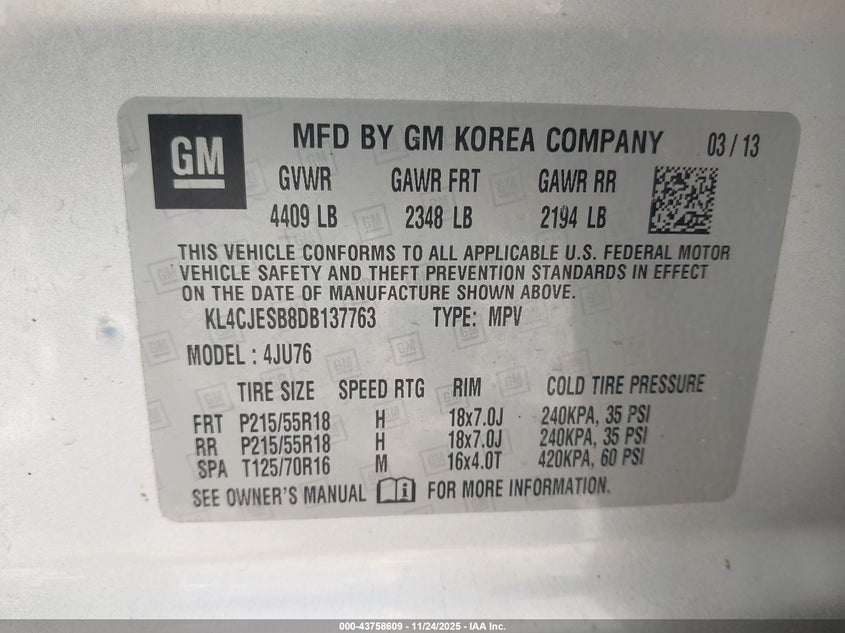 GM
MFD BY GM KOREA COMPANY 03/13
GVWR GAWR FRT GAWR RR
4409 LB 2348 LB 2194 LB
THIS VEHICLE CONFORMS TO ALL APPLICABLE U.S. FEDERAL MOTOR
VEHICLE SAFETY AND THEFT PREVENTION STANDARDS IN EFFECT
ON THE DATE OF MANUFACTURE SHOWN ABOVE.
KL4CJESB8DB137763 TYPE: MPV
MODEL : 4JU76
TIRE SIZE SPEED RTG RIM COLD TIRE PRESSURE
FRT P215/55R18 H 18x7.0J 240KPA, 35 PSI
RR P215/55R18 H 18x7.0J 240KPA, 35 PSI
SPA T125/70R16 M 16x4.0T 420KPA, 60 PSI
SEE OWNER'S MANUAL FOR MORE INFORMATION.
000-43758609 - 11/24/2025 - IAA Inc.